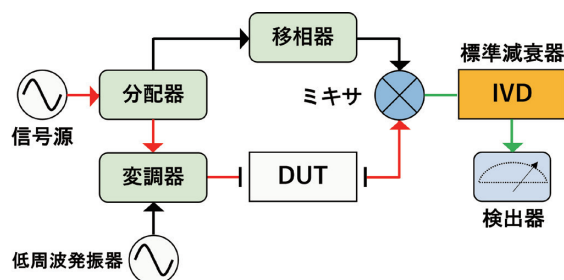 移相器
標準減衰器
分配器
ミキサ
IVD
信号源
変調器
DUT
検出器
低周波発振器